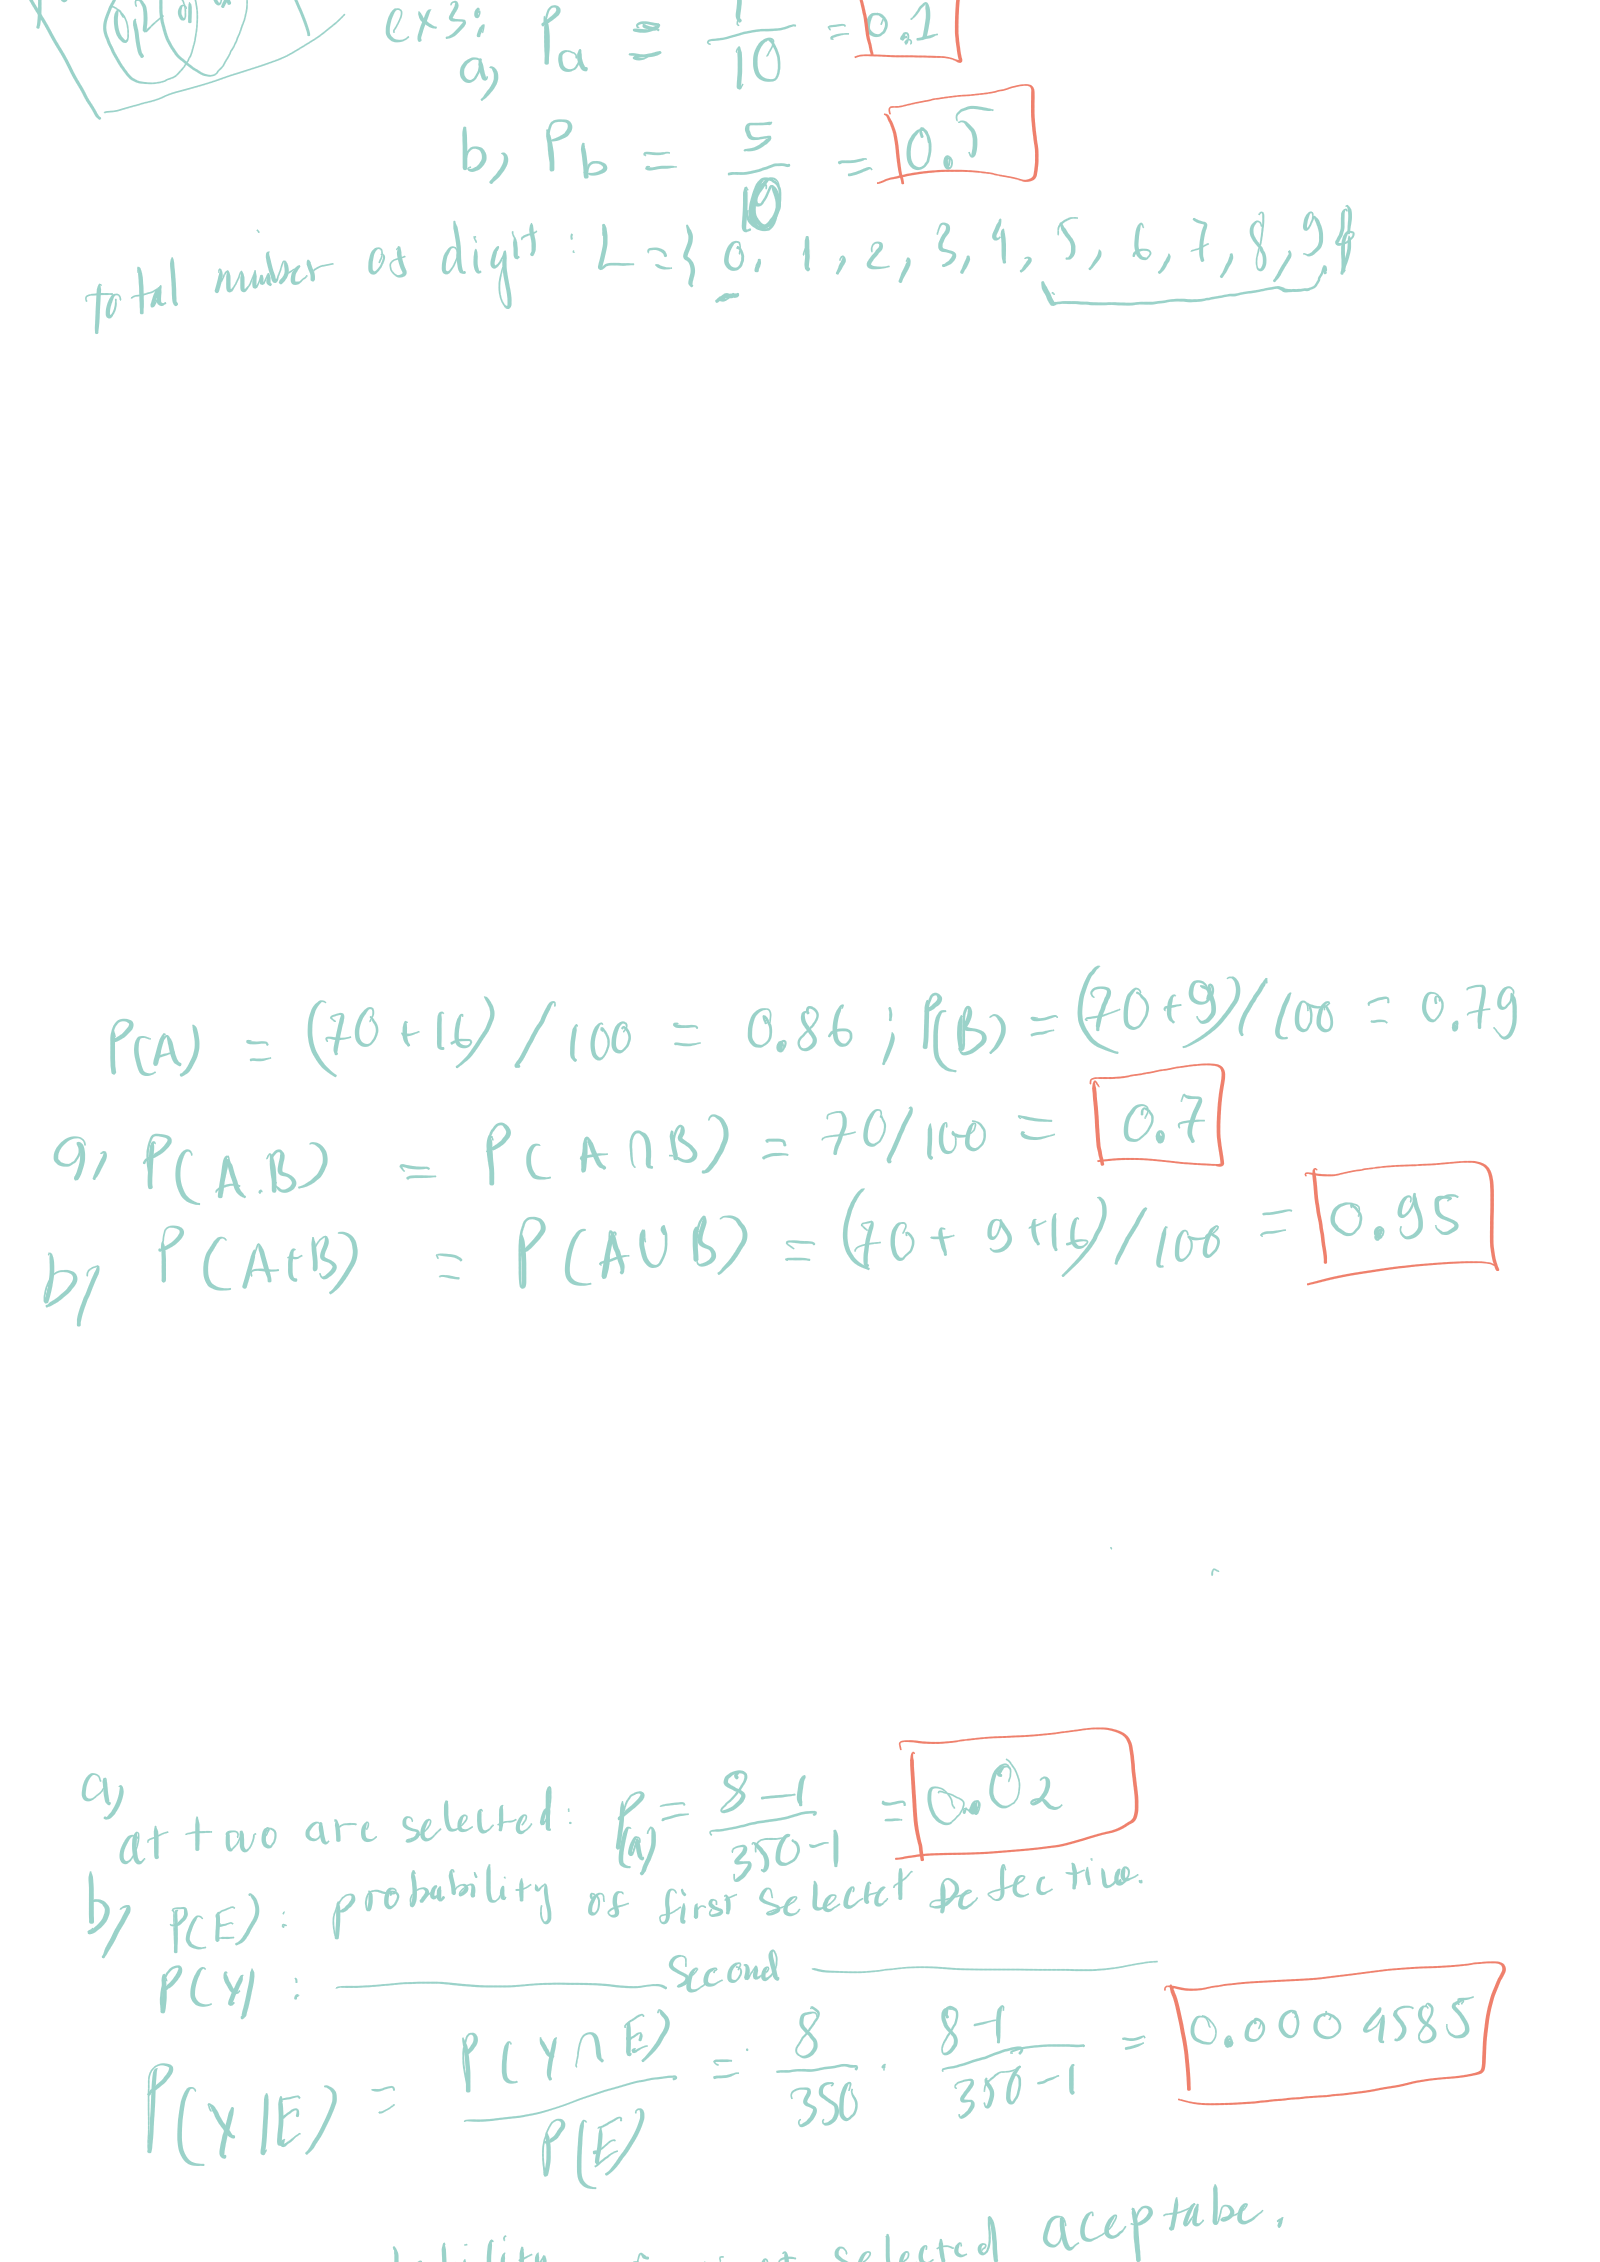 ex3:
a, Pa = 1/10 = 0.1
b, Pb = 5/10 = 0.5
total number of digit : L = { 0, 1, 2, 3, 4, 5, 6, 7, 8, 9 }
P(A) = (70+16) / 100 = 0.86 ; P(B) = (70+9)/100 = 0.79
a, P(A.B) = P(A∩B) = 70/100 = 0.7
b, P(A+B) = P(A∪B) = (70+9+16)/100 = 0.95
a,
at two are selected: P(a) = 8-1/350-1 = 0.02
b, P(E) : probability of first select Defective.
P(Y) : ——— Second ———
P(Y|E) = P(Y∩E)/P(E) = 8/350 . 8-1/350-1 = 0.0004585
selected aceptabe.